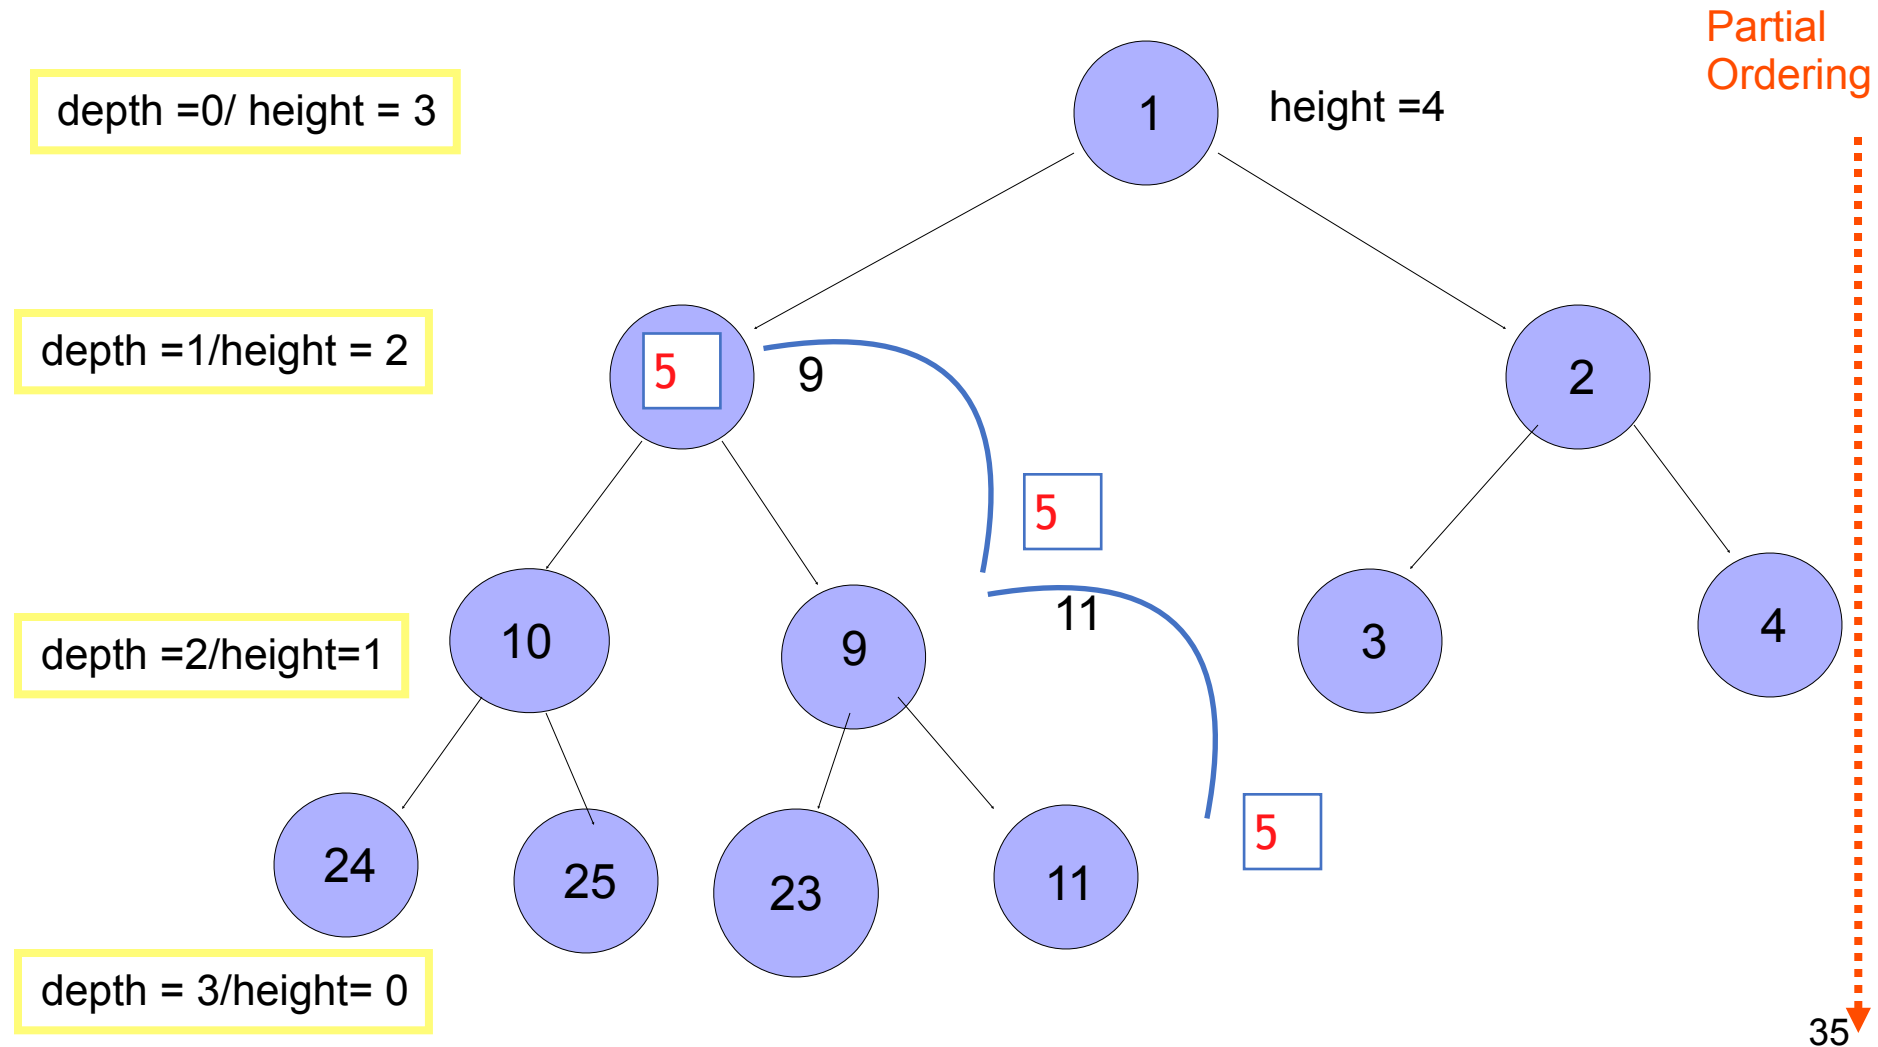 Partial
Ordering
depth =0/ height = 3
1
height =4
depth =1/height = 2
5
9
2
5
depth =2/height=1
10
9
11
3
4
24
25
23
11
5
depth = 3/height= 0
35